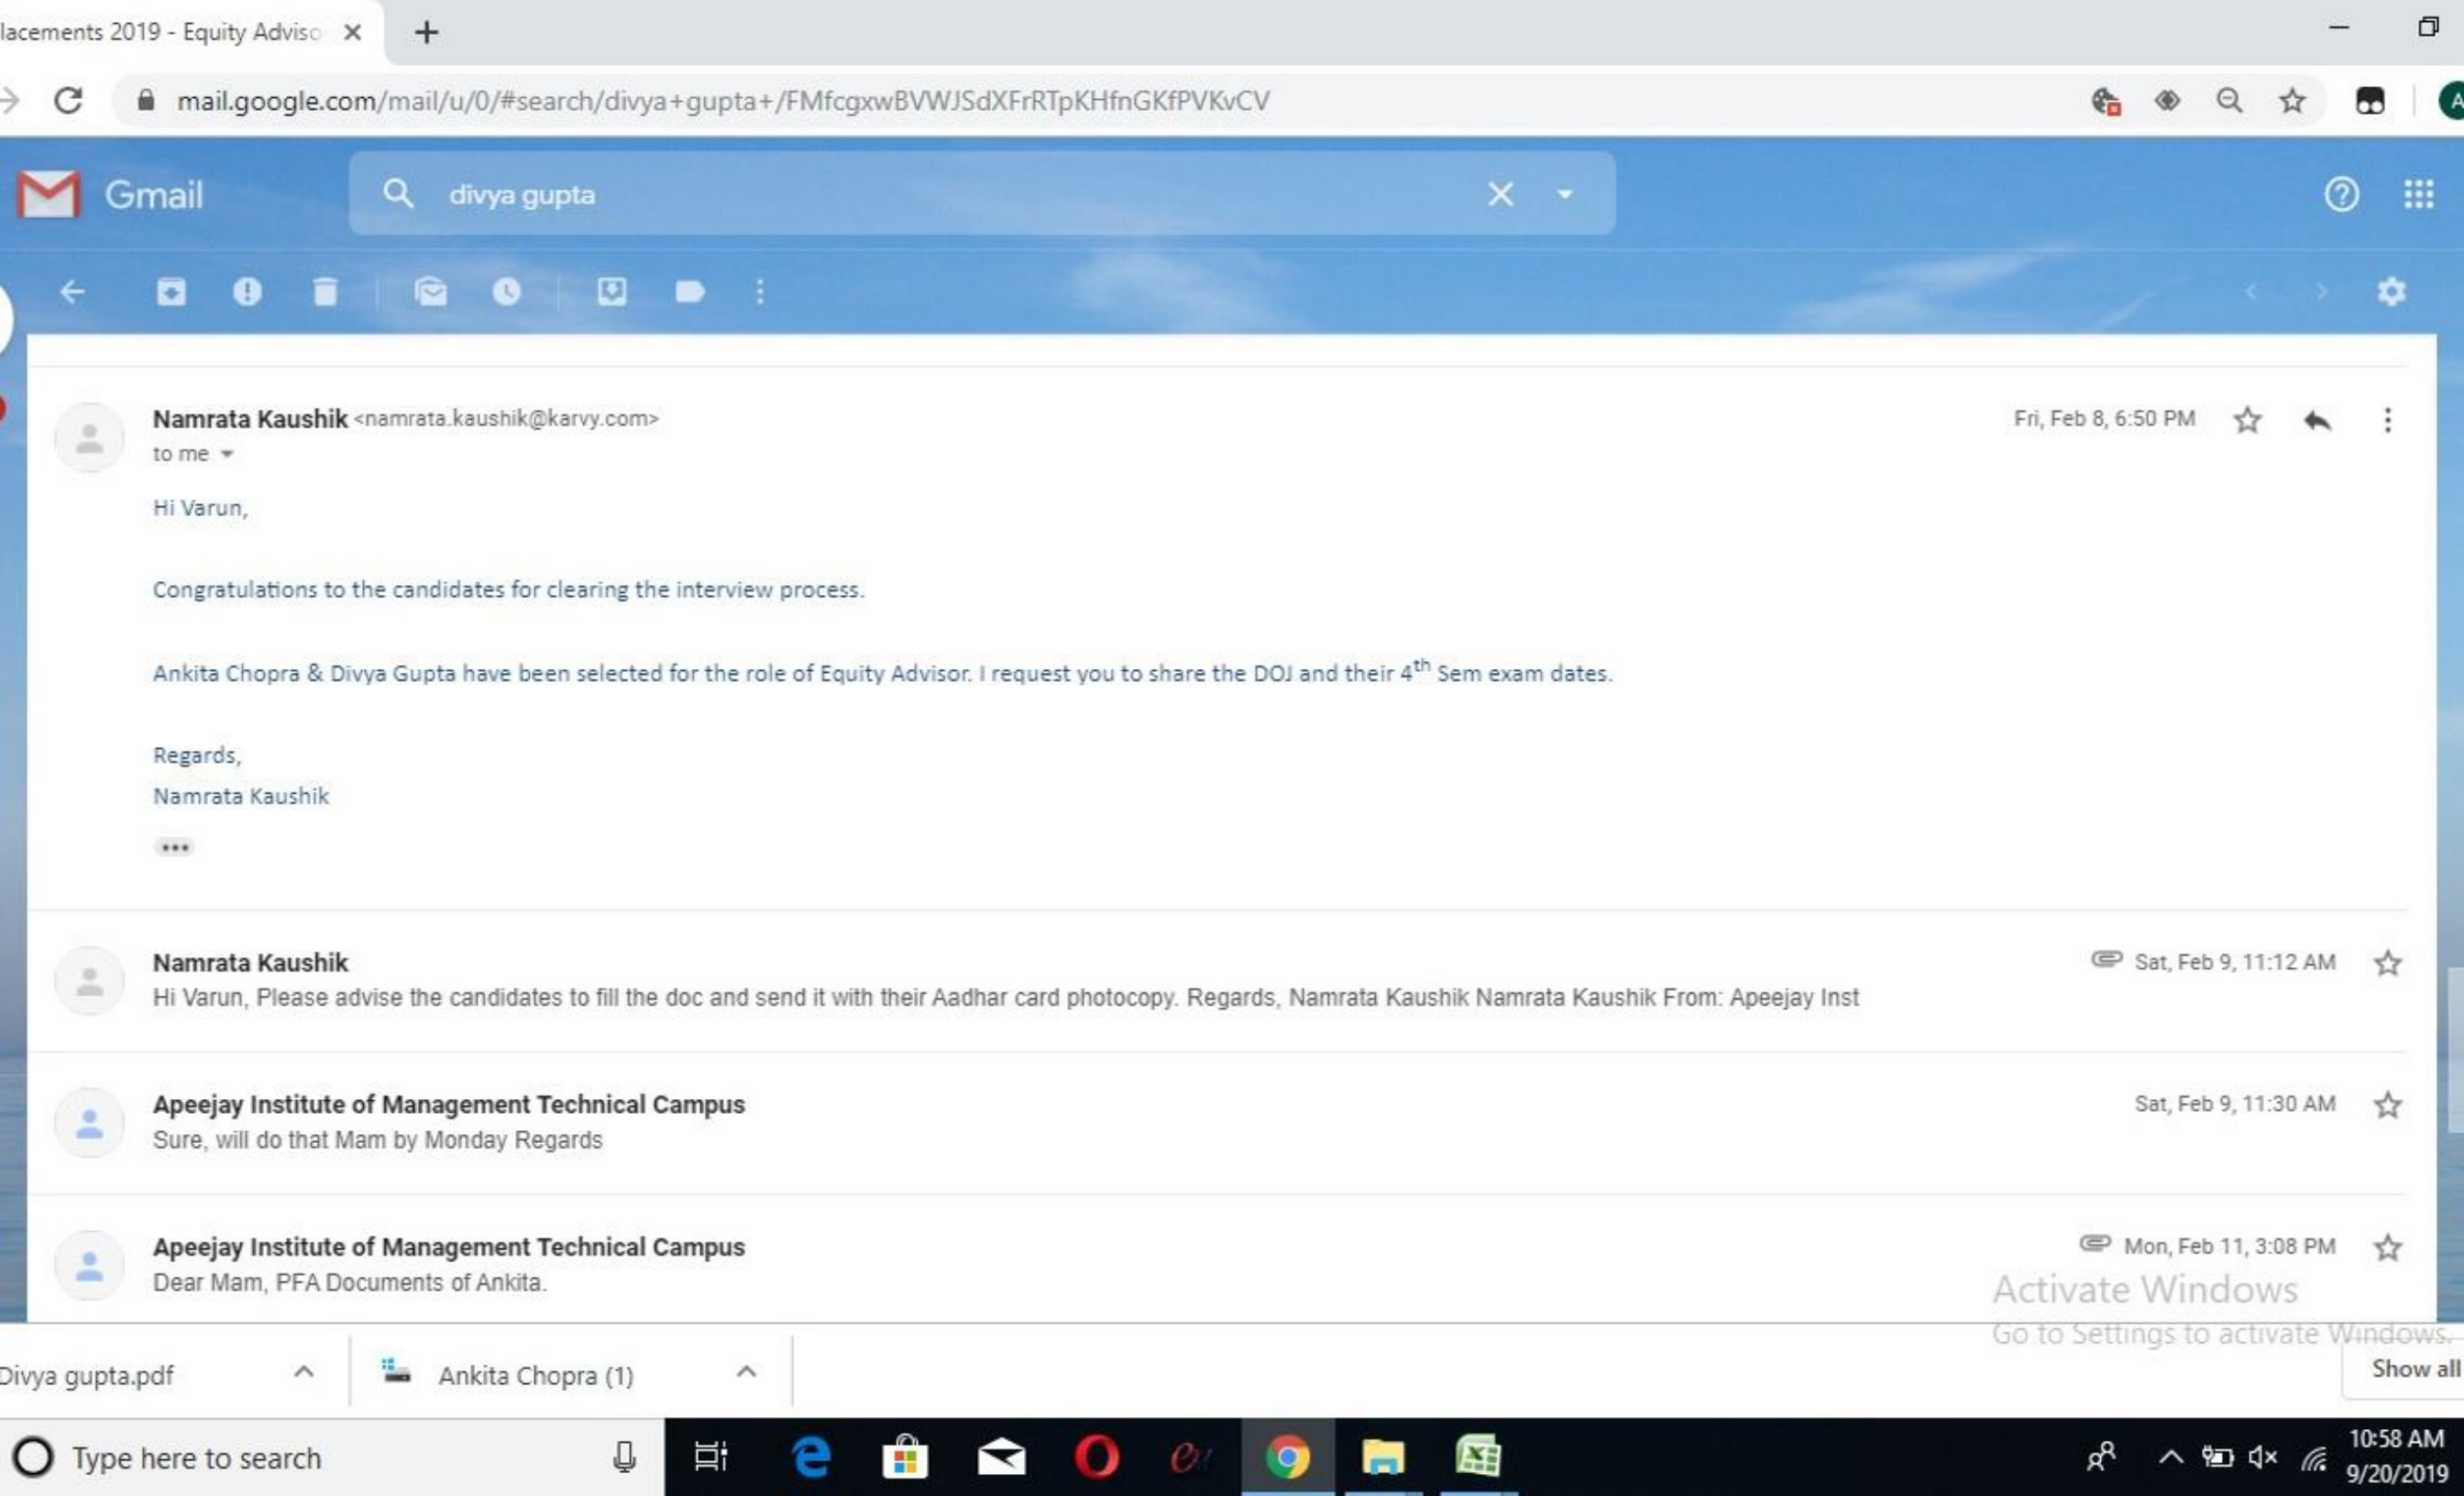 lacements 2019 - Equity Adviso
mail.google.com/mail/u/0/#search/divya+gupta+/FMfcgxwBVWJSdXFrRTpKHfnGKfPVKvCV
A
Gmail
divya gupta
Namrata Kaushik <namrata.kaushik@karvy.com>
Fri, Feb 8, 6:50 PM
to me
Hi Varun,
Congratulations to the candidates for clearing the interview process.
Ankita Chopra & Divya Gupta have been selected for the role of Equity Advisor. I request you to share the DOJ and their 4th Sem exam dates.
Regards,
Namrata Kaushik
Namrata Kaushik
Sat, Feb 9, 11:12 AM
Hi Varun, Please advise the candidates to fill the doc and send it with their Aadhar card photocopy. Regards, Namrata Kaushik Namrata Kaushik From: Apeejay Inst
Apeejay Institute of Management Technical Campus
Sat, Feb 9, 11:30 AM
Sure, will do that Mam by Monday Regards
Apeejay Institute of Management Technical Campus
Mon, Feb 11, 3:08 PM
Dear Mam, PFA Documents of Ankita.
Activate Windows
Go to Settings to activate Windows.
Divya gupta.pdf
Ankita Chopra (1)
Show all
Type here to search
10:58 AM
9/20/2019